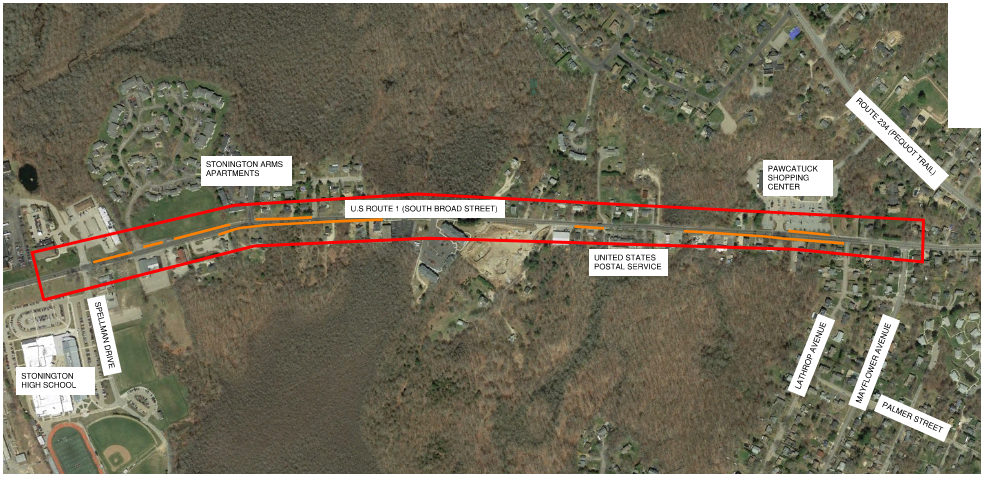 ROUTE 234 (PEQUOT TRAIL)
STONINGTON ARMS
APARTMENTS
PAWCATUCK
SHOPPING
CENTER
U.S ROUTE 1 (SOUTH BROAD STREET)
UNITED STATES
POSTAL SERVICE
SPELLMAN DRIVE
STONINGTON
HIGH SCHOOL
LATHROP AVENUE
MAYFLOWER AVENUE
PALMER STREET